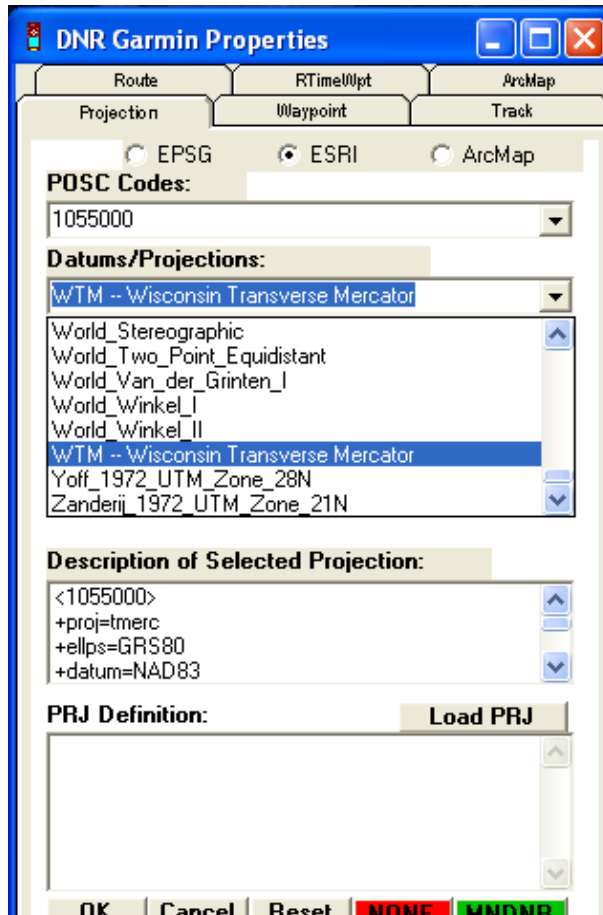 DNR Garmin Properties
Route RTimeWpt ArcMap
Projection Waypoint Track
EPSG ESRI ArcMap
POSC Codes:
1055000
Datums/Projections:
WTM -- Wisconsin Transverse Mercator
World_Stereographic
World_Two_Point_Equidistant
World_Van_der_Grinten_I
World_Winkel_I
World_Winkel_II
WTM -- Wisconsin Transverse Mercator
Yoff_1972_UTM_Zone_28N
Zanderij_1972_UTM_Zone_21N
Description of Selected Projection:
<1055000>
+proj=tmerc
+ellps=GRS80
+datum=NAD83
PRJ Definition: Load PRJ
OK Cancel Reset NONE MNDNR